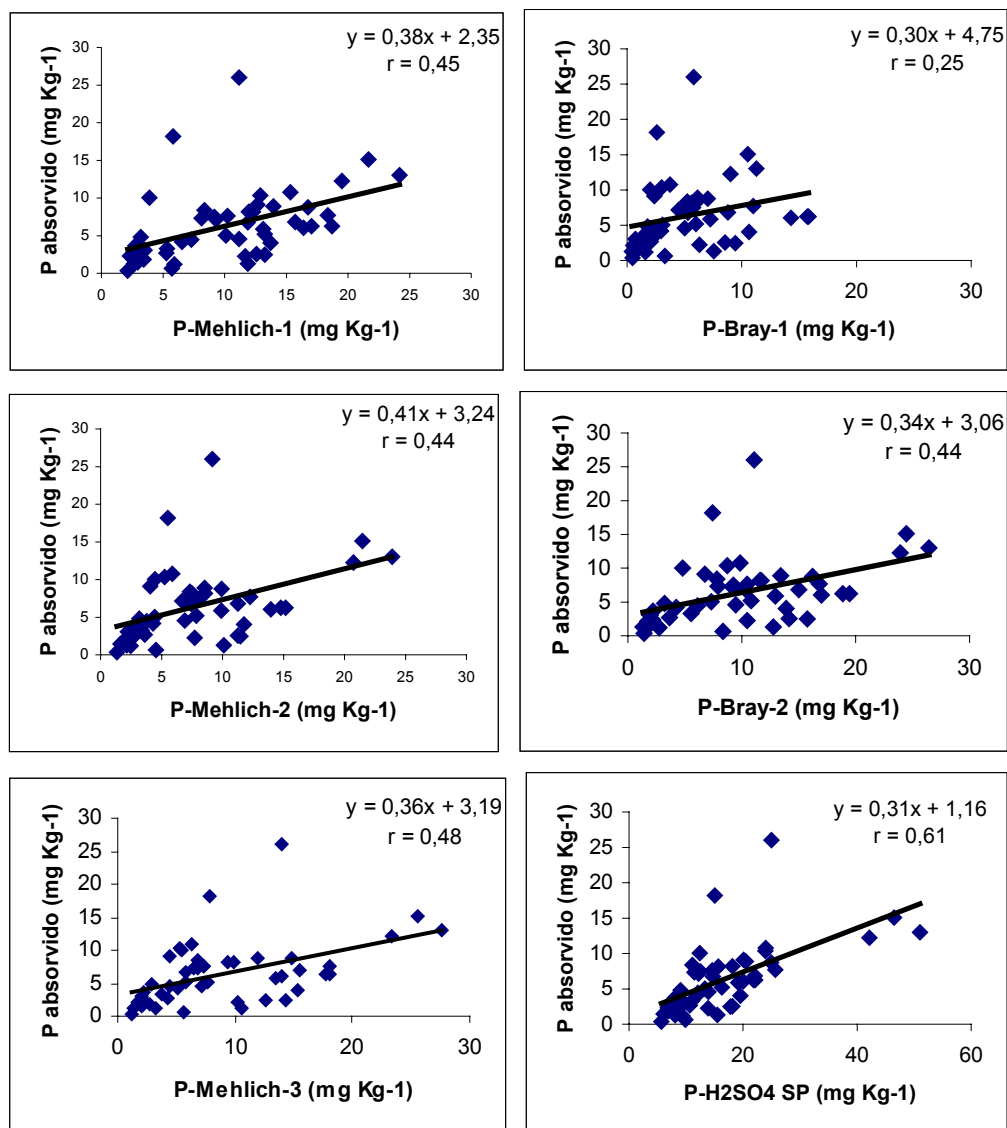 y = 0,38x + 2,35
r = 0,45
P absorvido (mg Kg-1)
30
25
20
15
10
5
0
0 5 10 15 20 25 30
P-Mehlich-1 (mg Kg-1)
y = 0,30x + 4,75
r = 0,25
P absorvido (mg Kg-1)
30
25
20
15
10
5
0
0 10 20 30
P-Bray-1 (mg Kg-1)
y = 0,41x + 3,24
r = 0,44
P absorvido (mg Kg-1)
30
25
20
15
10
5
0
0 5 10 15 20 25 30
P-Mehlich-2 (mg Kg-1)
y = 0,34x + 3,06
r = 0,44
P absorvido (mg Kg-1)
30
25
20
15
10
5
0
0 10 20 30
P-Bray-2 (mg Kg-1)
y = 0,36x + 3,19
r = 0,48
P absorvido (mg Kg-1)
30
25
20
15
10
5
0
0 10 20 30
P-Mehlich-3 (mg Kg-1)
y = 0,31x + 1,16
r = 0,61
P absorvido (mg Kg-1)
30
25
20
15
10
5
0
0 20 40 60
P-H2SO4 SP (mg Kg-1)